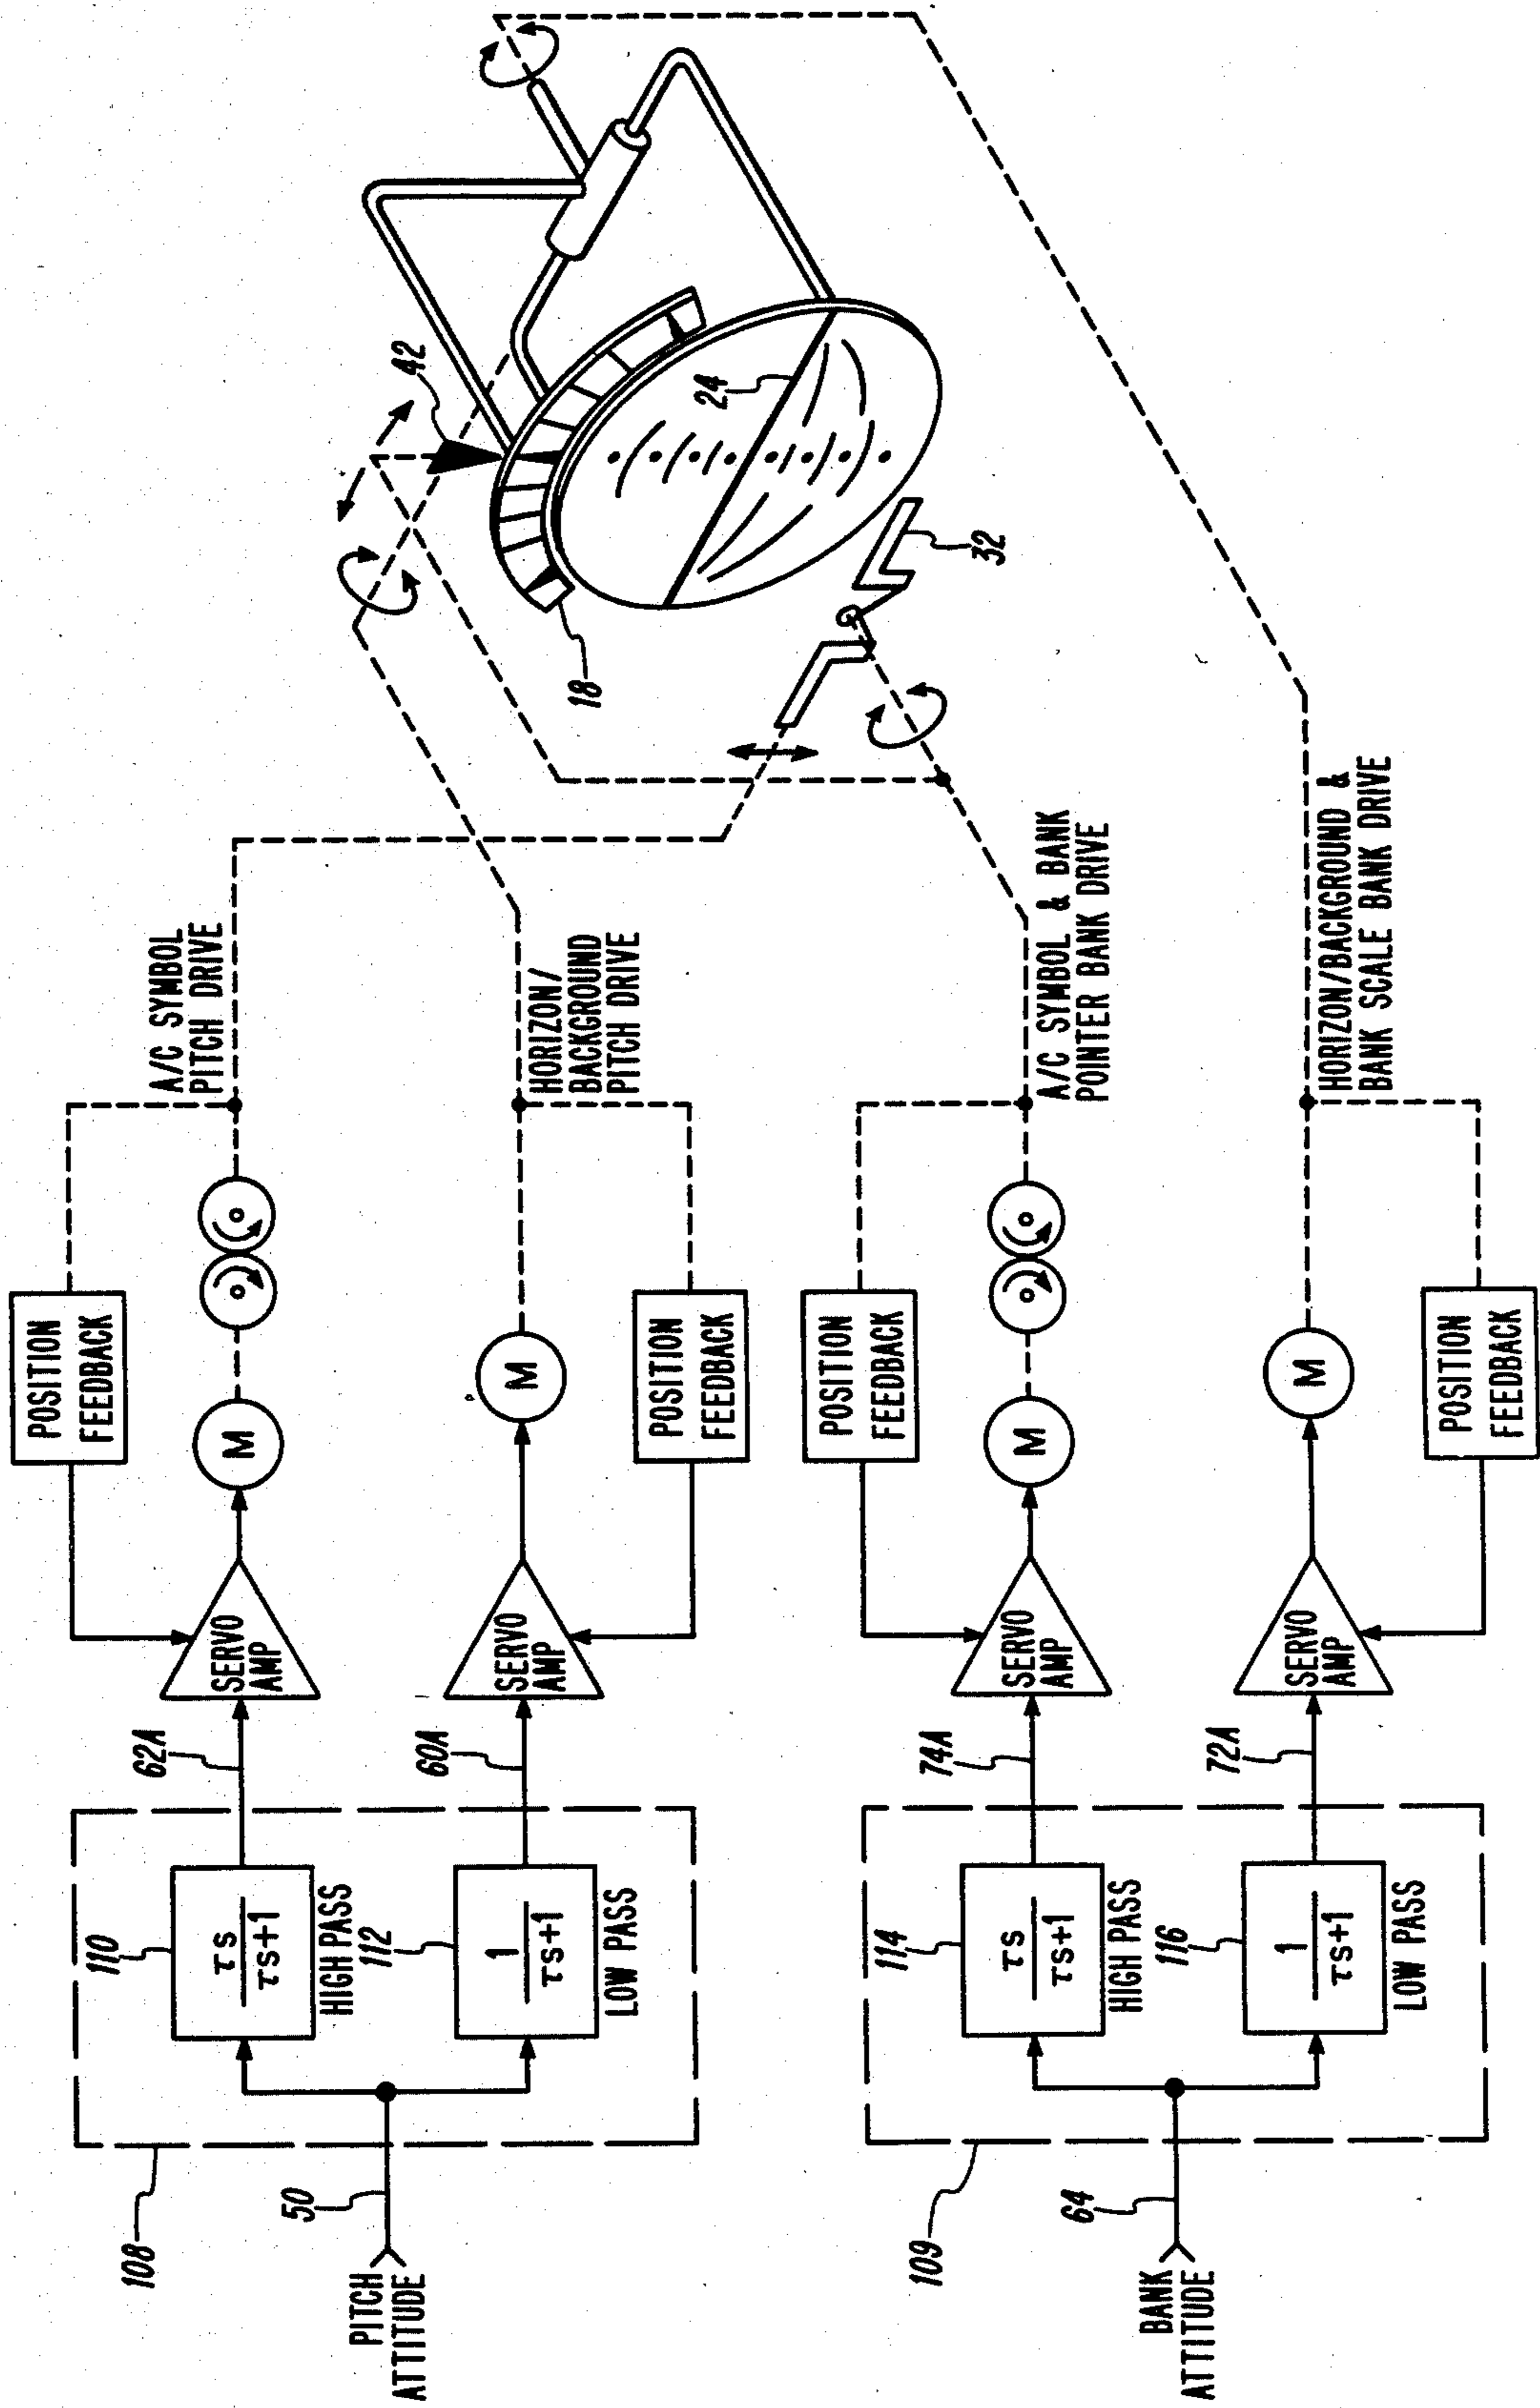 PITCH
ATTITUDE
50
108
110
τs
τs+1
HIGH PASS
112
1
τs+1
LOW PASS
62A
60A
SERVO
AMP
SERVO
AMP
POSITION
FEEDBACK
M
M
POSITION
FEEDBACK
A/C SYMBOL
PITCH DRIVE
HORIZON/
BACKGROUND
PITCH DRIVE
BANK
ATTITUDE
64
109
114
τs
τs+1
HIGH PASS
116
1
τs+1
LOW PASS
74A
72A
SERVO
AMP
SERVO
AMP
POSITION
FEEDBACK
M
M
POSITION
FEEDBACK
A/C SYMBOL & BANK
POINTER BANK DRIVE
HORIZON/BACKGROUND &
BANK SCALE BANK DRIVE
18
42
24
32